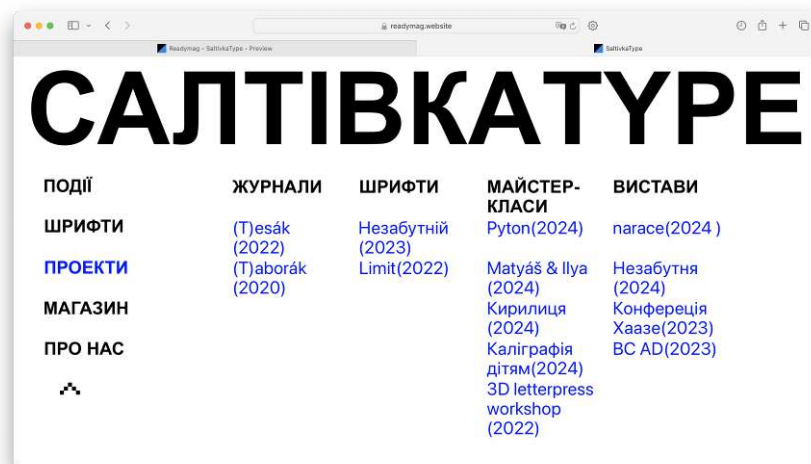 readymag.website
Readymag – SaltivkaType – Preview
SaltivkaType
САЛТІВКАTYPE
ПОДІЇ
ШРИФТИ
ПРОЕКТИ
МАГАЗИН
ПРО НАС
ЖУРНАЛИ
(T)esák
(2022)
(T)aborák
(2020)
ШРИФТИ
Незабутній
(2023)
Limit(2022)
МАЙСТЕР-
КЛАСИ
Pyton(2024)
Matyáš & Ilya
(2024)
Кирилиця
(2024)
Каліграфія
дітям(2024)
3D letterpress
workshop
(2022)
ВИСТАВИ
narace(2024 )
Незабутня
(2024)
Конфереція
Хаазе(2023)
BC AD(2023)